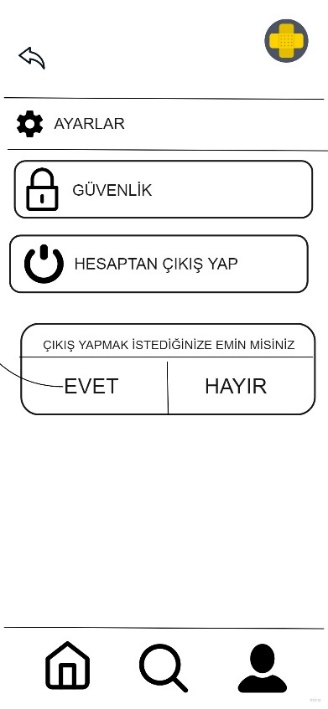 AYARLAR
GÜVENLİK
HESAPTAN ÇIKIŞ YAP
ÇIKIŞ YAPMAK İSTEDİĞİNİZE EMİN MİSİNİZ
EVET HAYIR